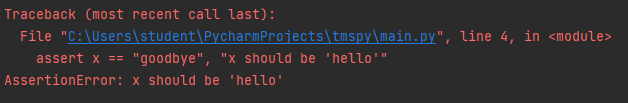 Traceback (most recent call last):
  File "C:\Users\student\PycharmProjects\tmspy\main.py", line 4, in <module>
    assert x == "goodbye", "x should be 'hello'"
AssertionError: x should be 'hello'